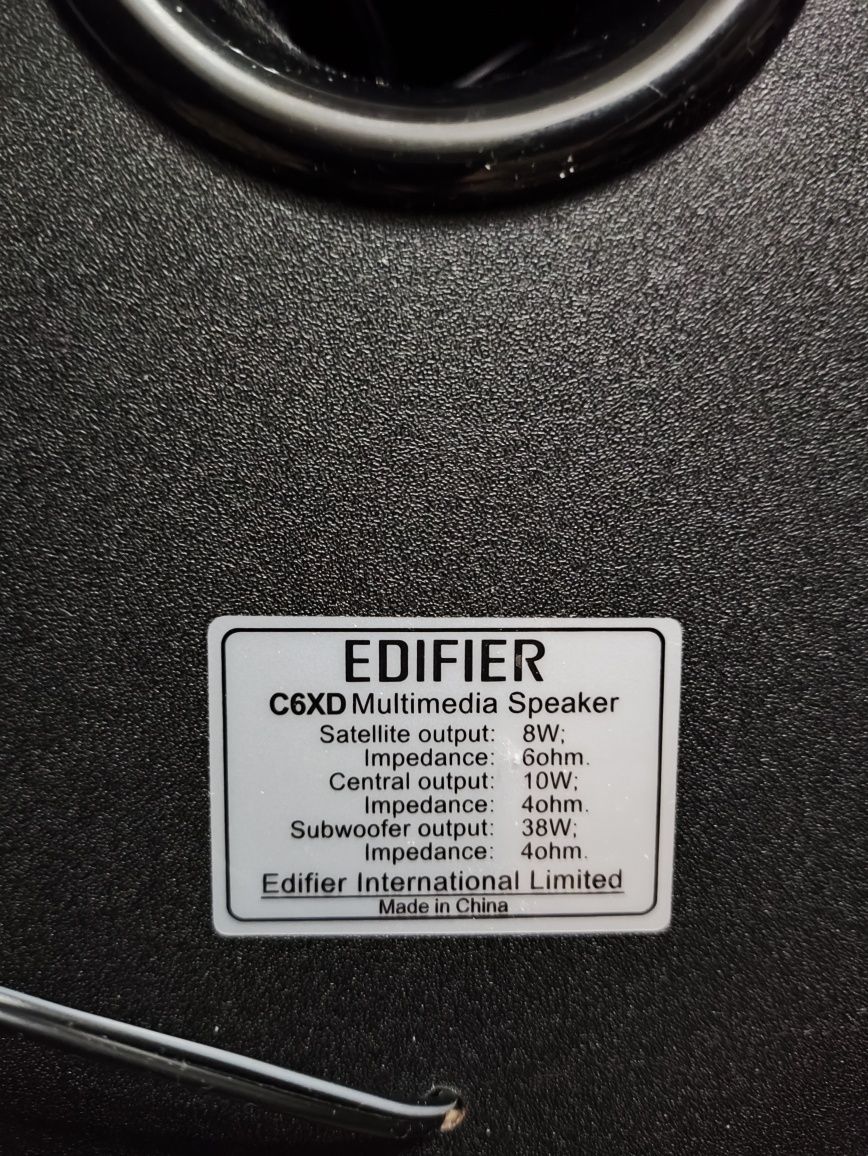 EDIFIER
C6XD Multimedia Speaker
Satellite output: 8W;
Impedance: 6ohm.
Central output: 10W;
Impedance: 4ohm.
Subwoofer output: 38W;
Impedance: 4ohm.
Edifier International Limited
Made in China